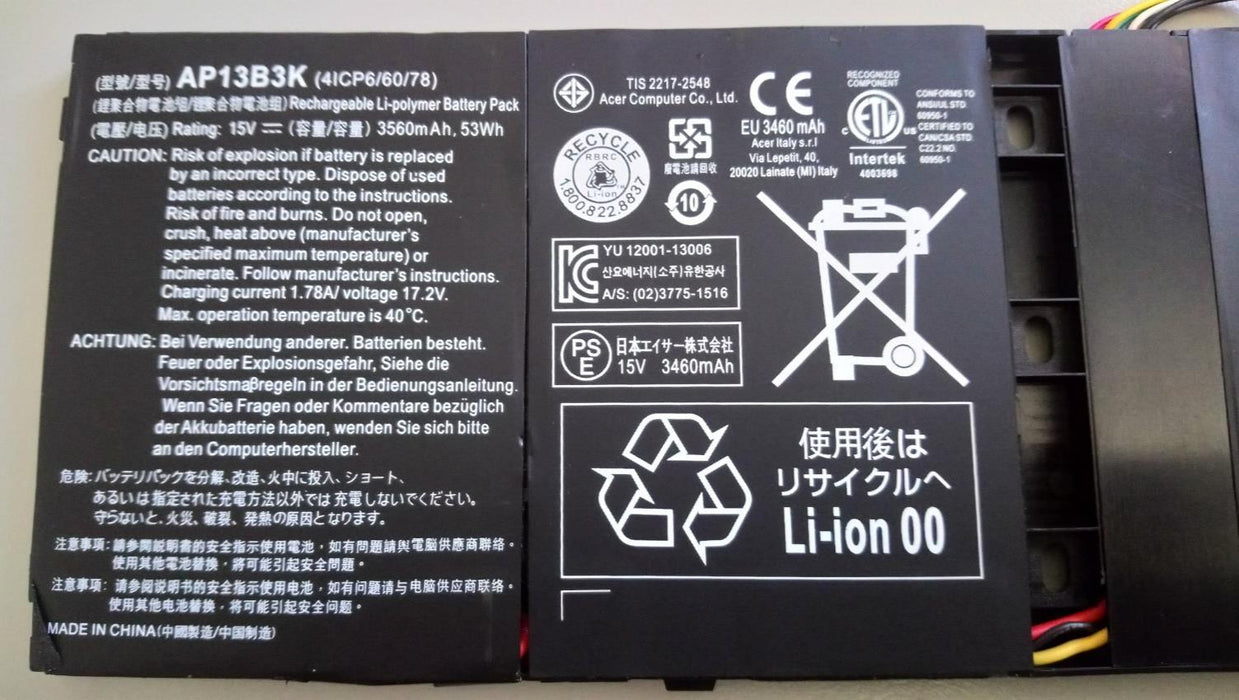 (型號/型号) AP13B3K (4ICP6/60/78)
(鋰聚合物電池組/锂聚合物電池組) Rechargeable Li-polymer Battery Pack
(電壓/电压) Rating: 15V ⎓ (容量/容量) 3560mAh, 53Wh
CAUTION: Risk of explosion if battery is replaced
by an incorrect type. Dispose of used
batteries according to the instructions.
Risk of fire and burns. Do not open,
crush, heat above (manufacturer's
specified maximum temperature) or
incinerate. Follow manufacturer's instructions.
Charging current 1.78A/ voltage 17.2V.
Max. operation temperature is 40°C.
ACHTUNG: Bei Verwendung anderer. Batterien besteht.
Feuer oder Explosionsgefahr, Siehe die
Vorsichtsmaβregeln in der Bedienungsanleitung.
Wenn Sie Fragen oder Kommentare bezüglich
der Akkubatterie haben, wenden Sie sich bitte
an den Computerhersteller.
危険: バッテリパックを分解、改造、火中に投入、ショート、
あるいは指定された充電方法以外では充電しないでください。
守らないと、火災、破裂、発熱の原因となります。
注意事項: 請參閱説明書的安全指示使用電池，如有問題請與電腦供應商聯絡。
使用其他電池替換，將可能引起安全問題。
注意事项: 请参阅说明书的安全指示使用电池，如有问题请与电脑供应商联络。
使用其他电池替换，将可能引起安全问题。
MADE IN CHINA(中國製造/中国制造)
TIS 2217-2548
Acer Computer Co., Ltd.
CE
EU 3460 mAh
Acer Italy s.r.l
Via Lepetit, 40,
20020 Lainate (MI) Italy
RECOGNIZED
COMPONENT
ETL
c us
Intertek
4003698
CONFORMS TO
ANSI/UL STD.
60950-1
CERTIFIED TO
CAN/CSA STD.
C22.2 NO.
60950-1
RECYCLE
RBRC
Li-ion
TM
1.800.822.8837
廢電池請回收
10
YU 12001-13006
산요에너지(소주)유한공사
A/S: (02)3775-1516
PS
E
日本エイサー株式会社
15V 3460mAh
使用後は
リサイクルへ
Li-ion 00